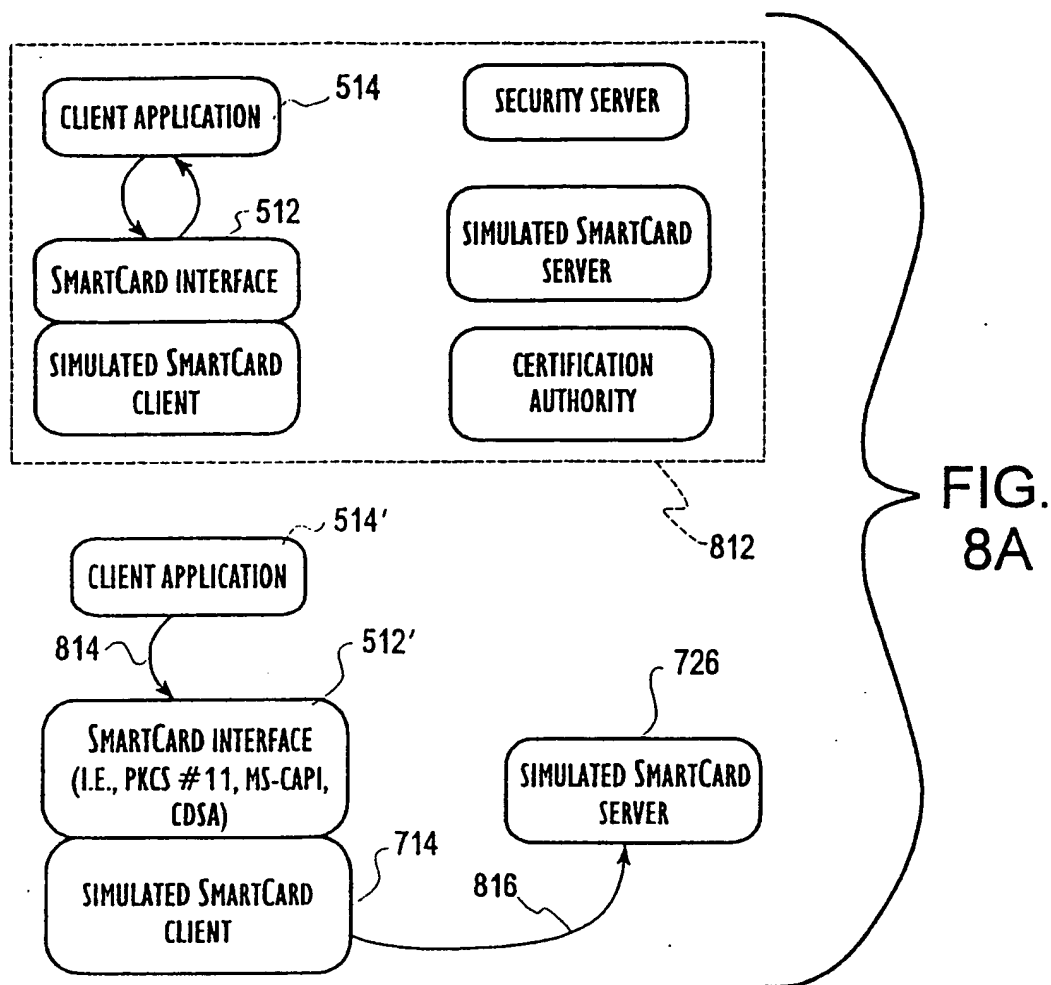 CLIENT APPLICATION
514
SECURITY SERVER
512
SMARTCARD INTERFACE
SIMULATED SMARTCARD
CLIENT
SIMULATED SMARTCARD
SERVER
CERTIFICATION
AUTHORITY
812
FIG.
8A
514'
CLIENT APPLICATION
814
512'
SMARTCARD INTERFACE
(I.E., PKCS #11, MS-CAPI,
CDSA)
714
SIMULATED SMARTCARD
CLIENT
726
SIMULATED SMARTCARD
SERVER
816